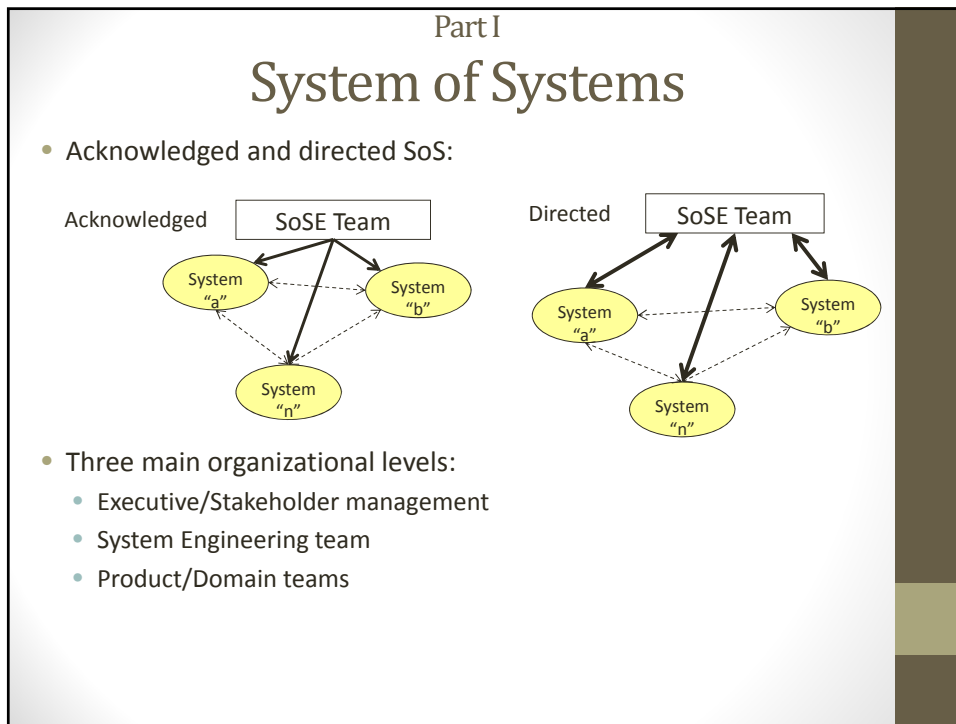 Part I
System of Systems
• Acknowledged and directed SoS:
Acknowledged
SoSE Team
System
“a”
System
“b”
System
“n”
Directed
SoSE Team
System
“a”
System
“b”
System
“n”
• Three main organizational levels:
• Executive/Stakeholder management
• System Engineering team
• Product/Domain teams